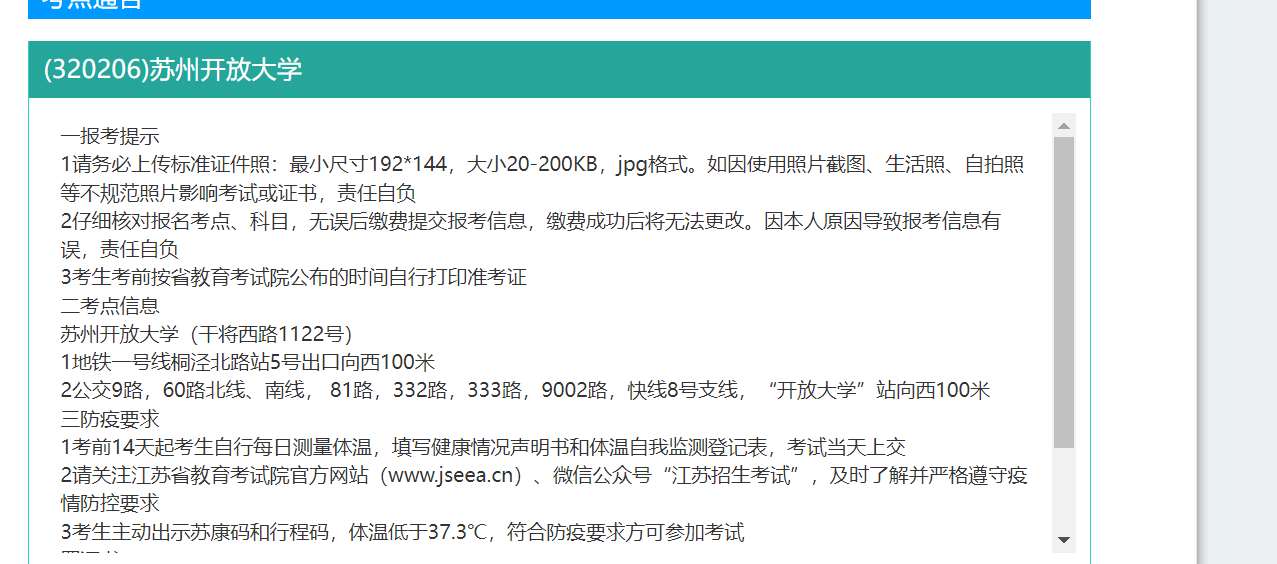 考点通告
(320206)苏州开放大学
一报考提示
1请务必上传标准证件照：最小尺寸192*144，大小20-200KB，jpg格式。如因使用照片截图、生活照、自拍照
等不规范照片影响考试或证书，责任自负
2仔细核对报名考点、科目，无误后缴费提交报考信息，缴费成功后将无法更改。因本人原因导致报考信息有
误，责任自负
3考生考前按省教育考试院公布的时间自行打印准考证
二考点信息
苏州开放大学（干将西路1122号）
1地铁一号线桐泾北路站5号出口向西100米
2公交9路，60路北线、南线， 81路，332路，333路，9002路，快线8号支线，“开放大学”站向西100米
三防疫要求
1考前14天起考生自行每日测量体温，填写健康情况声明书和体温自我监测登记表，考试当天上交
2请关注江苏省教育考试院官方网站（www.jseea.cn）、微信公众号“江苏招生考试”，及时了解并严格遵守疫
情防控要求
3考生主动出示苏康码和行程码，体温低于37.3℃，符合防疫要求方可参加考试